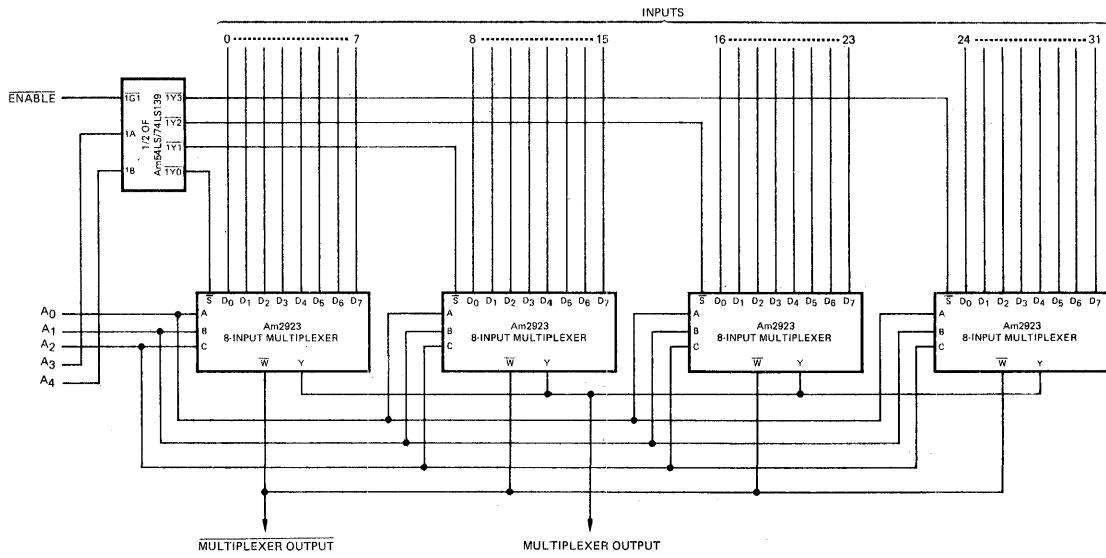 INPUTS
0 7 8 15 16 23 24 31
ENABLE
1G1 1Y3
1A 1Y2
1Y1
1B 1Y0
1/2 OF
Am54LS/74LS139
S D0 D1 D2 D3 D4 D5 D6 D7
S D0 D1 D2 D3 D4 D5 D6 D7
S D0 D1 D2 D3 D4 D5 D6 D7
S D0 D1 D2 D3 D4 D5 D6 D7
A0
A1
A2
A3
A4
A
B
C
Am2923
8-INPUT MULTIPLEXER
W Y
A
B
C
Am2923
8-INPUT MULTIPLEXER
W Y
A
B
C
Am2923
8-INPUT MULTIPLEXER
W Y
A
B
C
Am2923
8-INPUT MULTIPLEXER
W Y
MULTIPLEXER OUTPUT
MULTIPLEXER OUTPUT